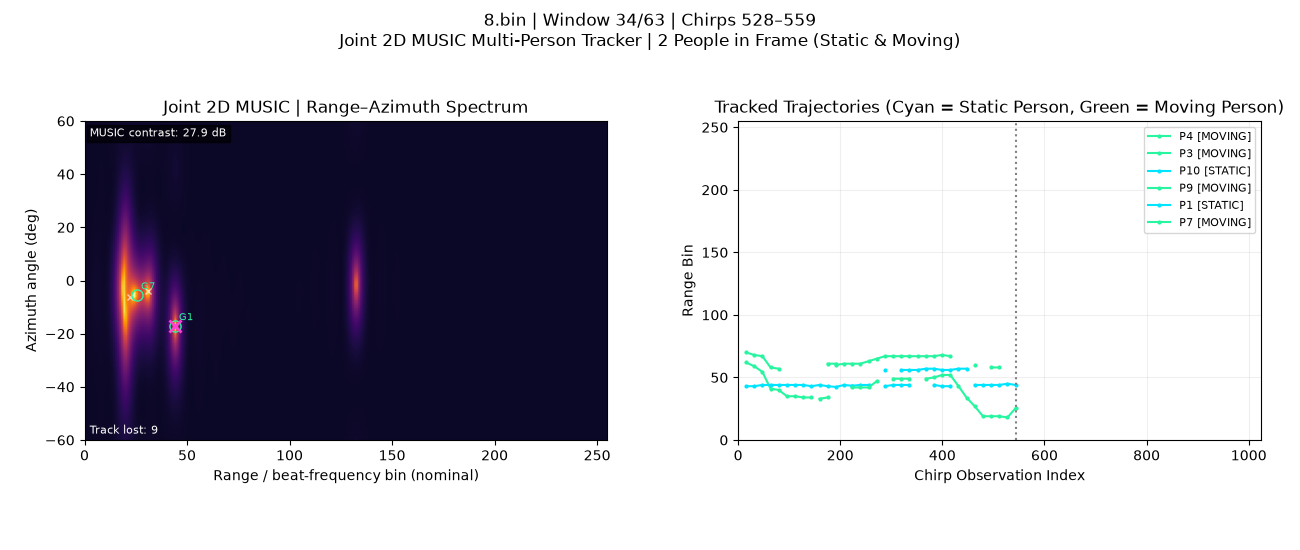 8.bin | Window 34/63 | Chirps 528–559
Joint 2D MUSIC Multi-Person Tracker | 2 People in Frame (Static & Moving)
Joint 2D MUSIC | Range–Azimuth Spectrum
MUSIC contrast: 27.9 dB
G7
G1
Track lost: 9
60
40
20
0
−20
−40
−60
Azimuth angle (deg)
0
50
100
150
200
250
Range / beat-frequency bin (nominal)
Tracked Trajectories (Cyan = Static Person, Green = Moving Person)
P4 [MOVING]
P3 [MOVING]
P10 [STATIC]
P9 [MOVING]
P1 [STATIC]
P7 [MOVING]
250
200
150
100
50
0
Range Bin
0
200
400
600
800
1000
Chirp Observation Index